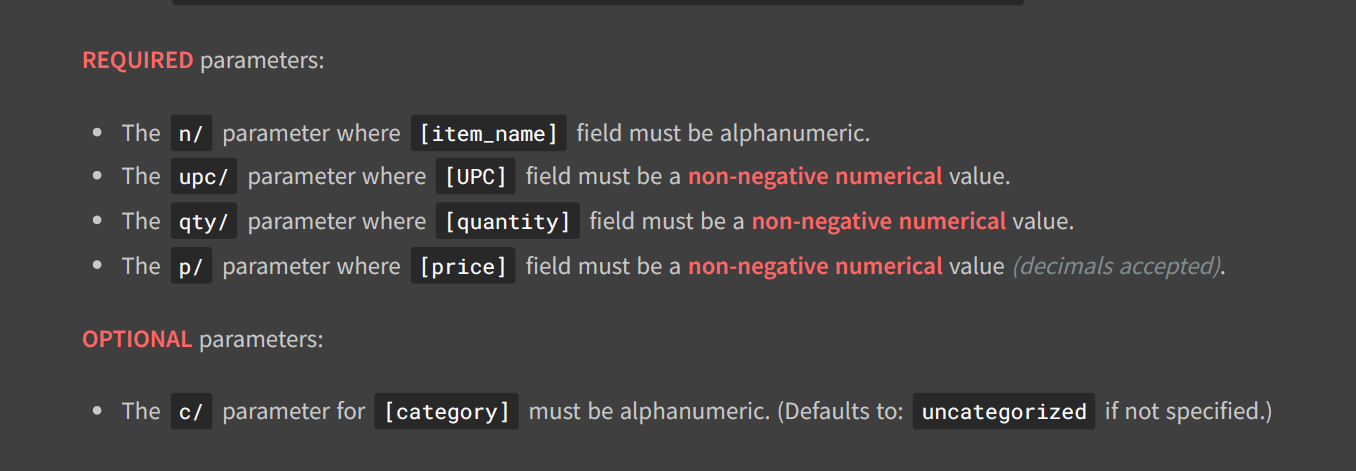 REQUIRED parameters:
• The n/ parameter where [item_name] field must be alphanumeric.
• The upc/ parameter where [UPC] field must be a non-negative numerical value.
• The qty/ parameter where [quantity] field must be a non-negative numerical value.
• The p/ parameter where [price] field must be a non-negative numerical value (decimals accepted).
OPTIONAL parameters:
• The c/ parameter for [category] must be alphanumeric. (Defaults to: uncategorized if not specified.)